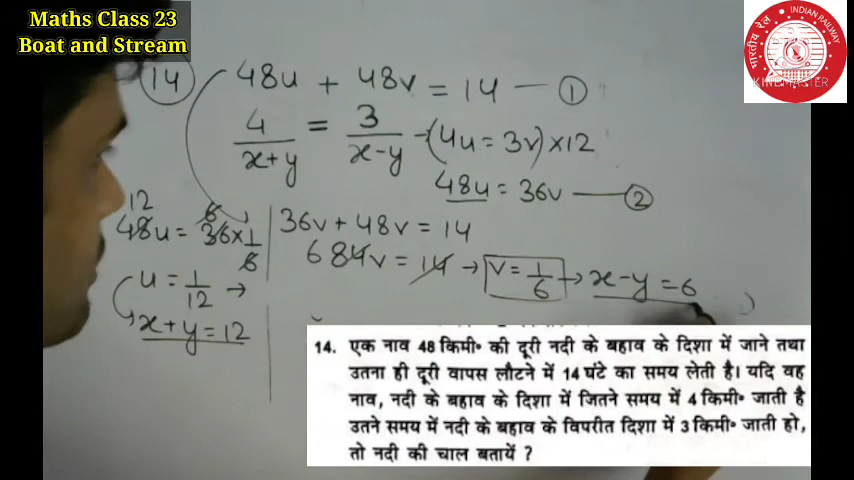 Maths Class 23
Boat and Stream
भारतीय रेल INDIAN RAILWAY
KINEMASTER
14
48u + 48v = 14 — ①
4/(x+y) = 3/(x-y) → (4u = 3v) × 12
48u = 36v — ②
12 6
48u = 36 × 1/6
36v + 48v = 14
6 84v = 14 → v = 1/6 → x-y = 6
u = 1/12 →
x+y = 12
14. एक नाव 48 किमी॰ की दूरी नदी के बहाव के दिशा में जाने तथा
उतना ही दूरी वापस लौटने में 14 घंटे का समय लेती है। यदि वह
नाव, नदी के बहाव के दिशा में जितने समय में 4 किमी॰ जाती है
उतने समय में नदी के बहाव के विपरीत दिशा में 3 किमी॰ जाती हो,
तो नदी की चाल बतायें ?